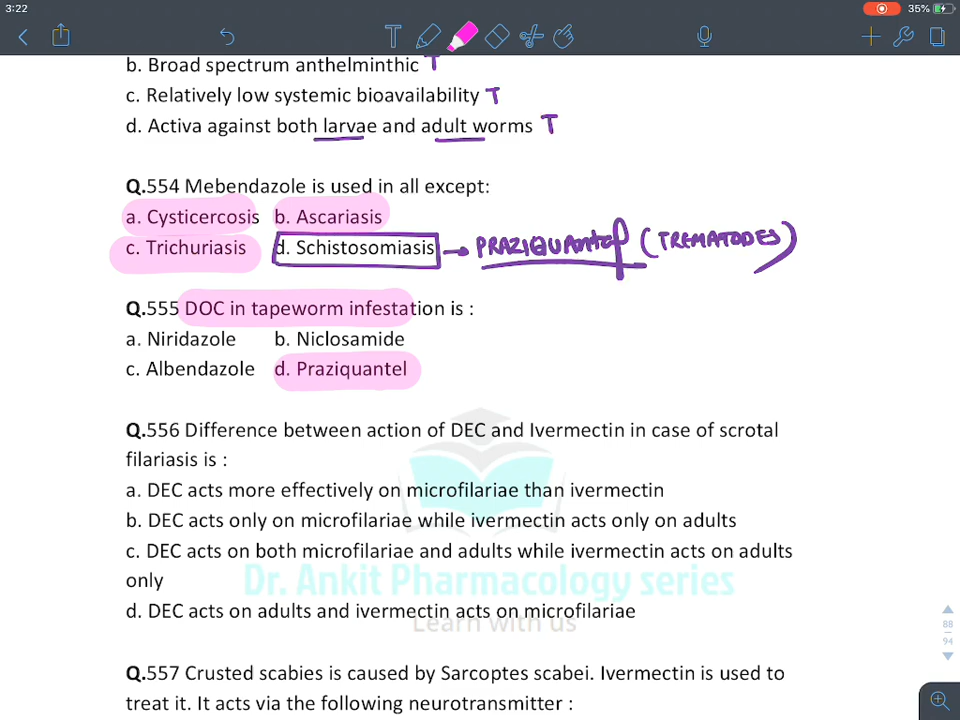 3:22
35%
b. Broad spectrum anthelminthic T
c. Relatively low systemic bioavailability T
d. Activa against both larvae and adult worms T
Q.554 Mebendazole is used in all except:
a. Cysticercosis b. Ascariasis
c. Trichuriasis d. Schistosomiasis → PRAZIQUANTEL (TREMATODES)
Q.555 DOC in tapeworm infestation is :
a. Niridazole b. Niclosamide
c. Albendazole d. Praziquantel
Q.556 Difference between action of DEC and Ivermectin in case of scrotal
filariasis is :
a. DEC acts more effectively on microfilariae than ivermectin
b. DEC acts only on microfilariae while ivermectin acts only on adults
c. DEC acts on both microfilariae and adults while ivermectin acts on adults
only
Dr. Ankit Pharmacology series
d. DEC acts on adults and ivermectin acts on microfilariae
Learn with us
88
94
Q.557 Crusted scabies is caused by Sarcoptes scabei. Ivermectin is used to
treat it. It acts via the following neurotransmitter :